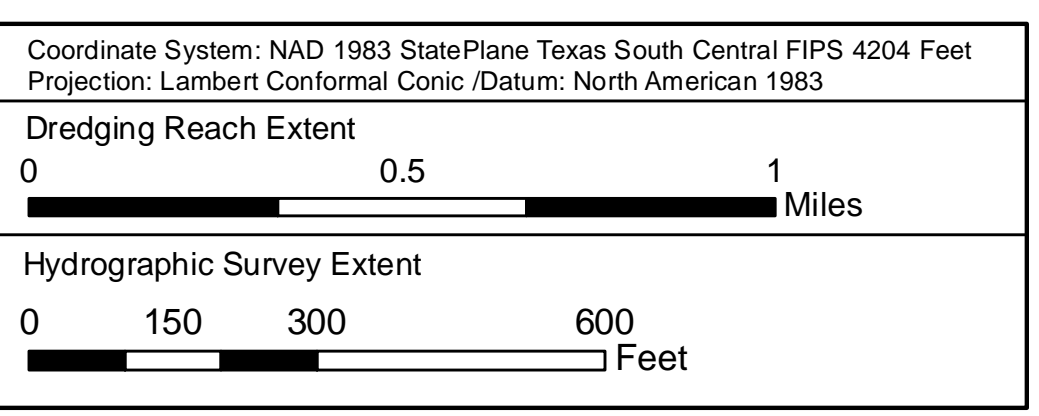 Coordinate System: NAD 1983 StatePlane Texas South Central FIPS 4204 Feet
Projection: Lambert Conformal Conic /Datum: North American 1983
Dredging Reach Extent
0 0.5 1
Miles
Hydrographic Survey Extent
0 150 300 600
Feet